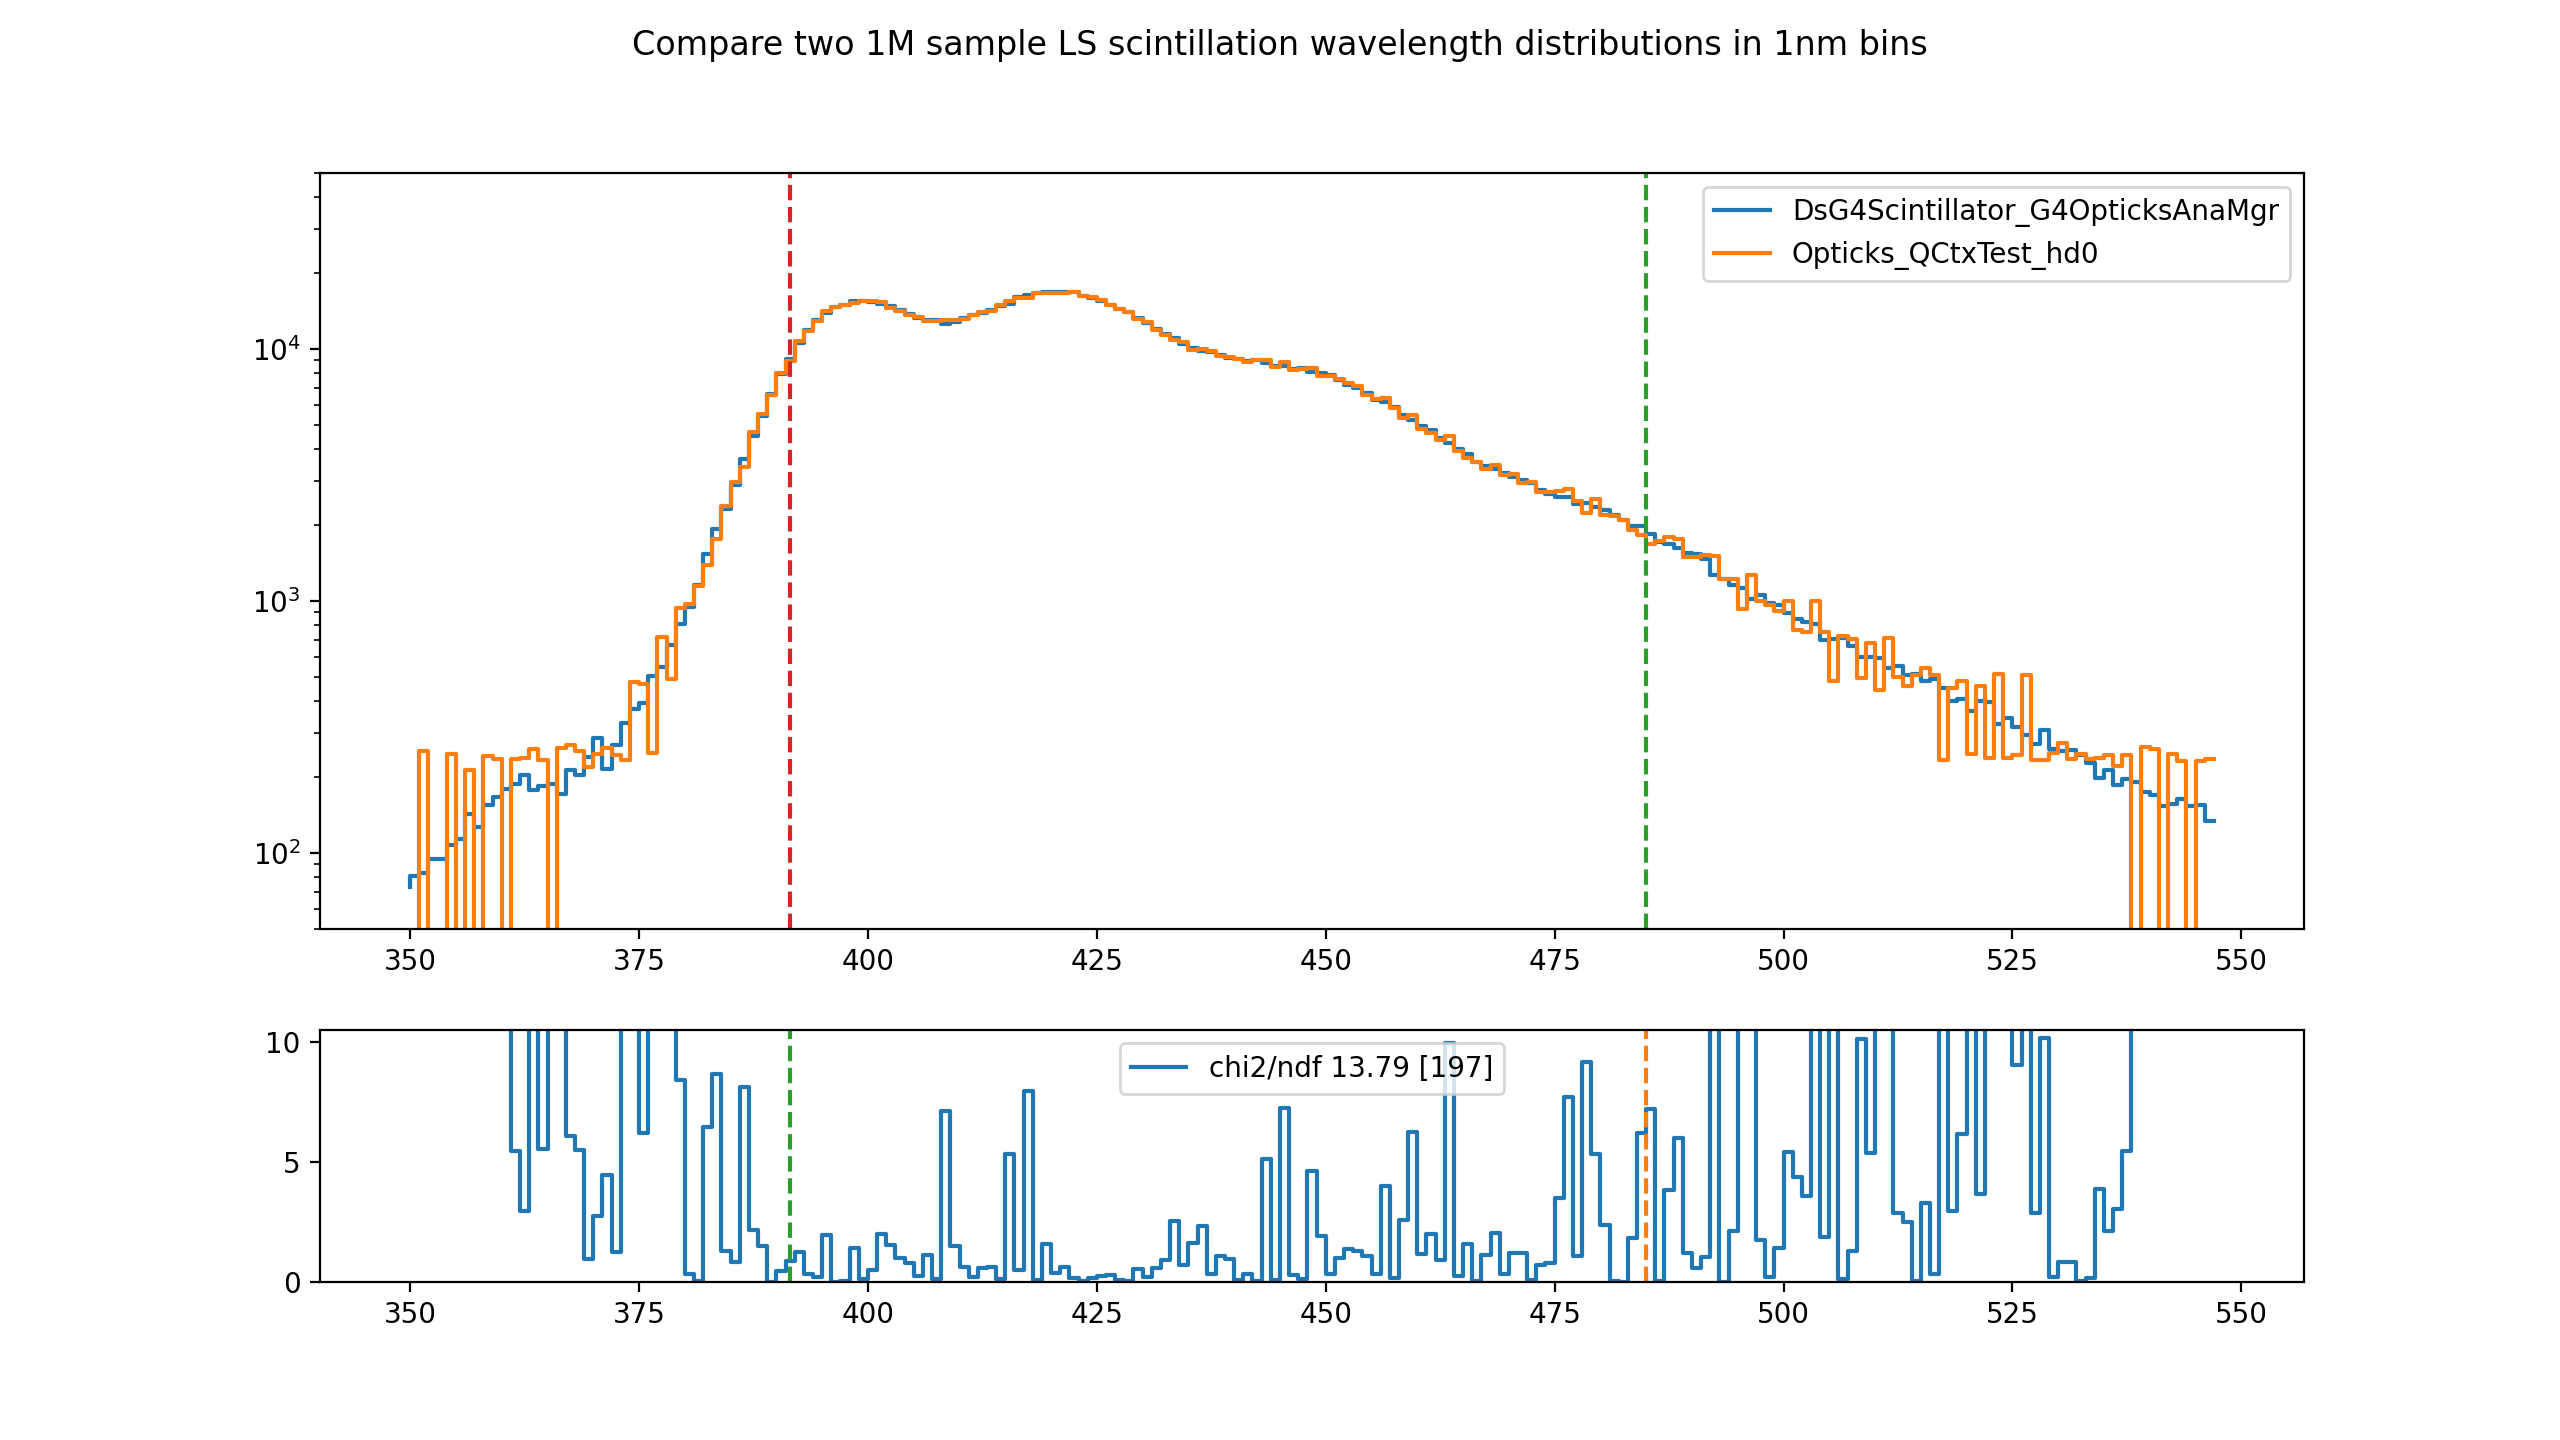 Compare two 1M sample LS scintillation wavelength distributions in 1nm bins
DsG4Scintillator_G4OpticksAnaMgr
Opticks_QCtxTest_hd0
10^4
10^3
10^2
350 375 400 425 450 475 500 525 550
chi2/ndf 13.79 [197]
10
5
0
350 375 400 425 450 475 500 525 550